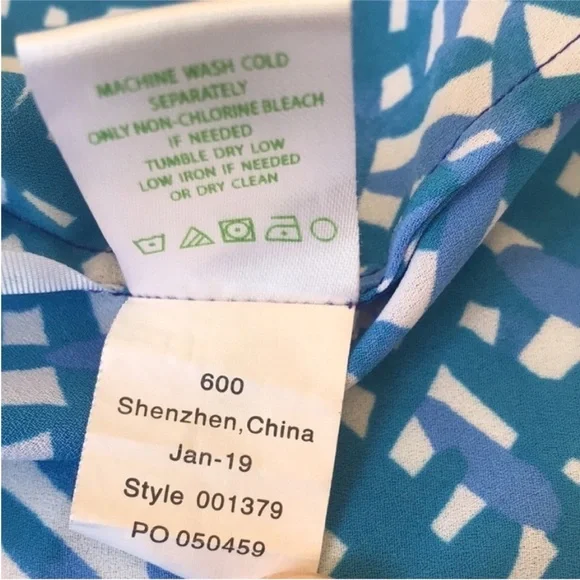 MACHINE WASH COLD
SEPARATELY
ONLY NON-CHLORINE BLEACH
IF NEEDED
TUMBLE DRY LOW
LOW IRON IF NEEDED
OR DRY CLEAN
600
Shenzhen,China
Jan-19
Style 001379
PO 050459